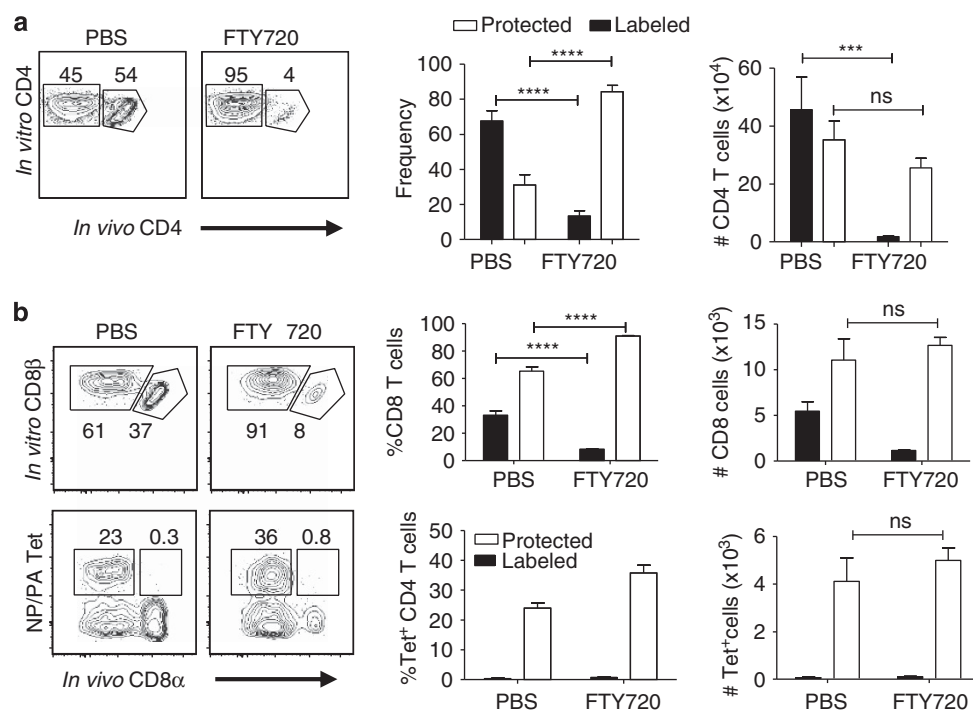 a
PBS
FTY720
45
54
95
4
In vitro CD4
In vivo CD4
Protected
Labeled
Frequency
100
80
60
40
20
0
****
****
PBS
FTY720
# CD4 T cells (x10⁴)
60
40
20
0
***
ns
PBS
FTY720
b
PBS
FTY 720
In vitro CD8β
61
37
91
8
%CD8 T cells
100
80
60
40
20
0
****
****
PBS
FTY720
# CD8 cells (x10³)
15
10
5
0
ns
PBS
FTY720
NP/PA Tet
23
0.3
36
0.8
In vivo CD8α
%Tet⁺ CD4 T cells
50
40
30
20
10
0
Protected
Labeled
PBS
FTY720
# Tet⁺cells (x10³)
6
4
2
0
ns
PBS
FTY720